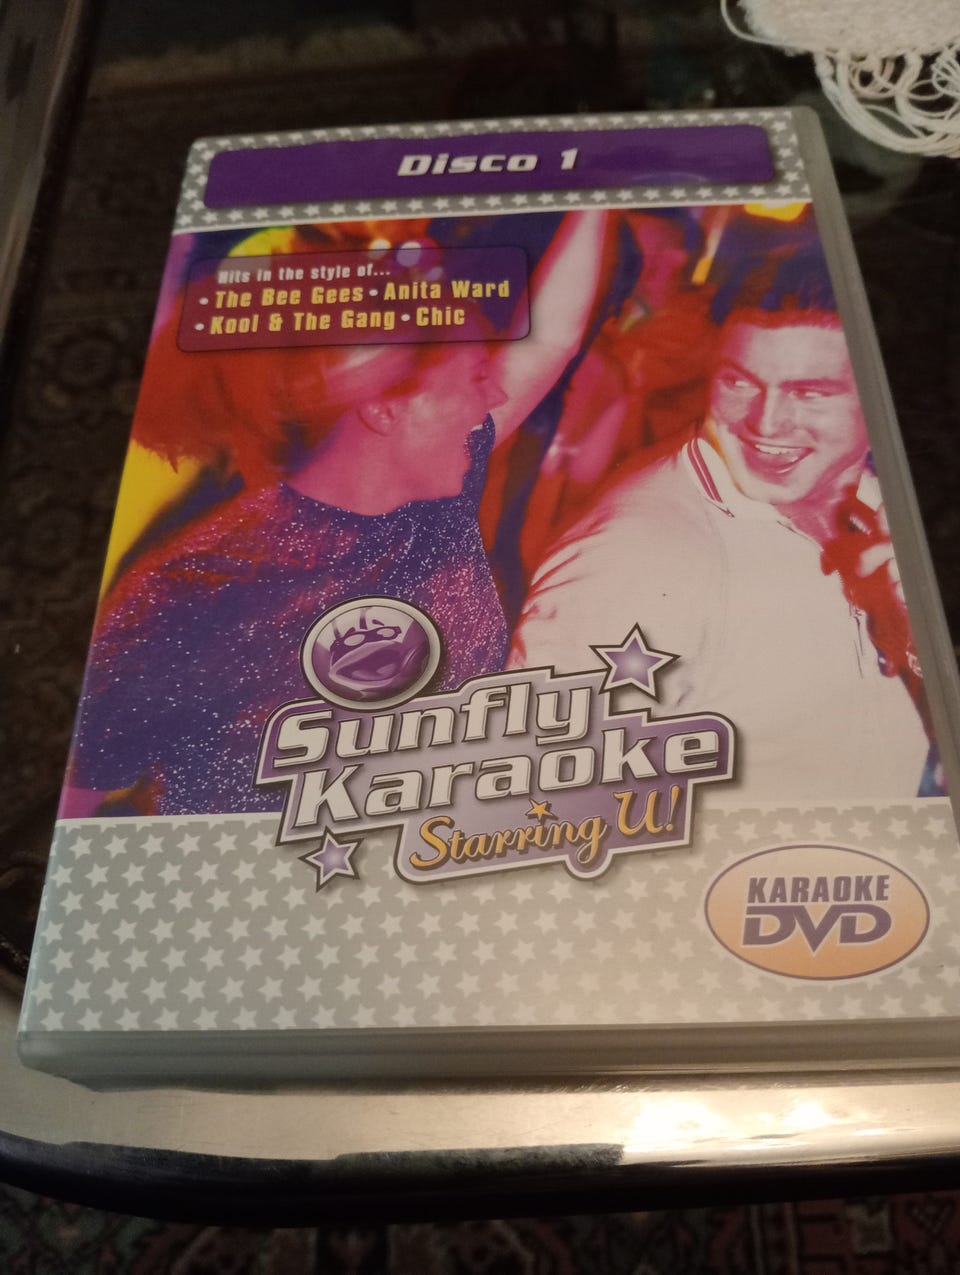 Disco 1
Hits in the style of...
• The Bee Gees • Anita Ward
• Kool & The Gang • Chic
Sunfly
Karaoke
Starring U!
KARAOKE
DVD